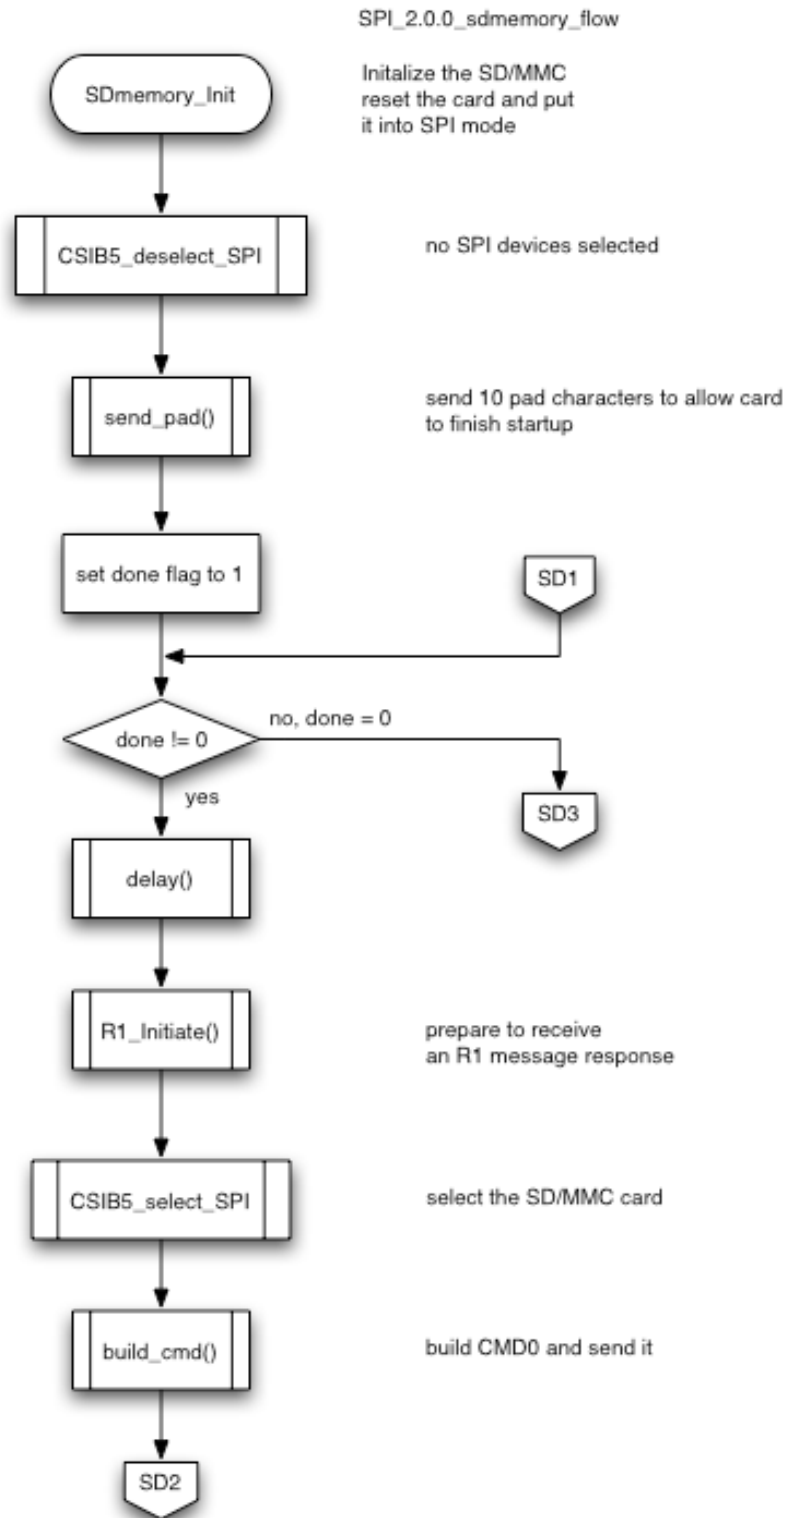 SPI_2.0.0_sdmemory_flow
SDmemory_Init
Initalize the SD/MMC
reset the card and put
it into SPI mode
CSIB5_deselect_SPI
no SPI devices selected
send_pad()
send 10 pad characters to allow card
to finish startup
set done flag to 1
SD1
done != 0
no, done = 0
yes
SD3
delay()
R1_Initiate()
prepare to receive
an R1 message response
CSIB5_select_SPI
select the SD/MMC card
build_cmd()
build CMD0 and send it
SD2